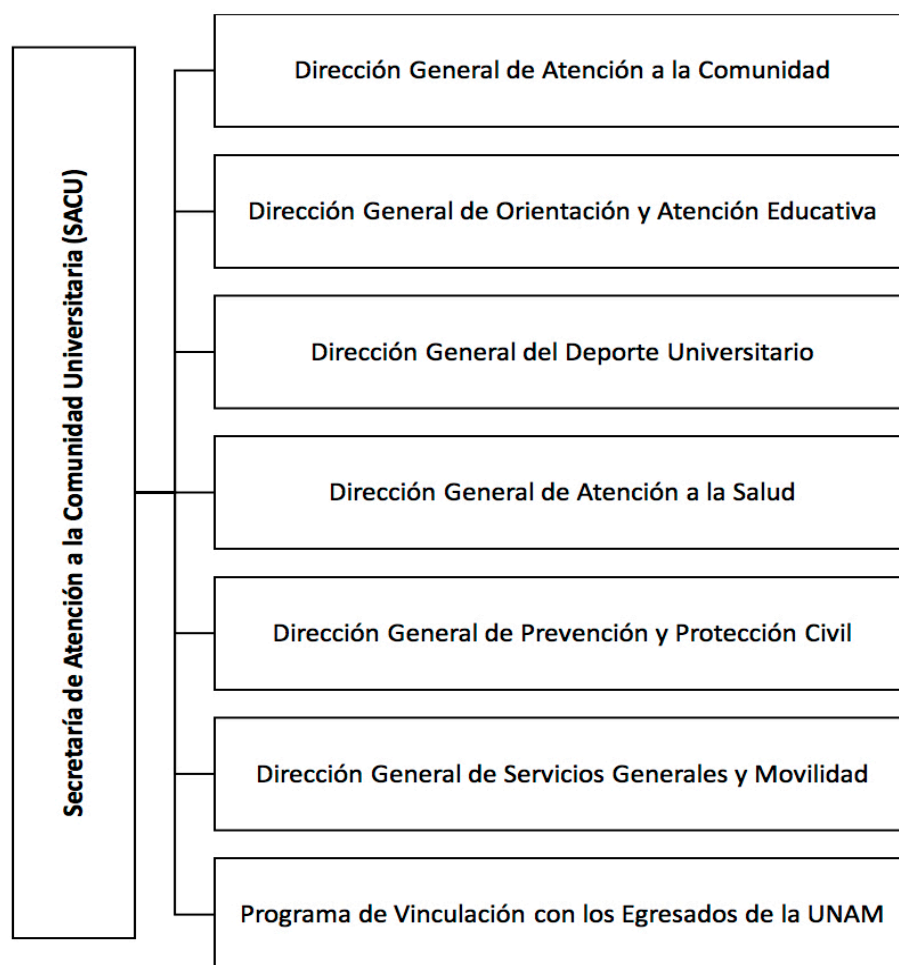 Secretaría de Atención a la Comunidad Universitaria (SACU)
Dirección General de Atención a la Comunidad
Dirección General de Orientación y Atención Educativa
Dirección General del Deporte Universitario
Dirección General de Atención a la Salud
Dirección General de Prevención y Protección Civil
Dirección General de Servicios Generales y Movilidad
Programa de Vinculación con los Egresados de la UNAM